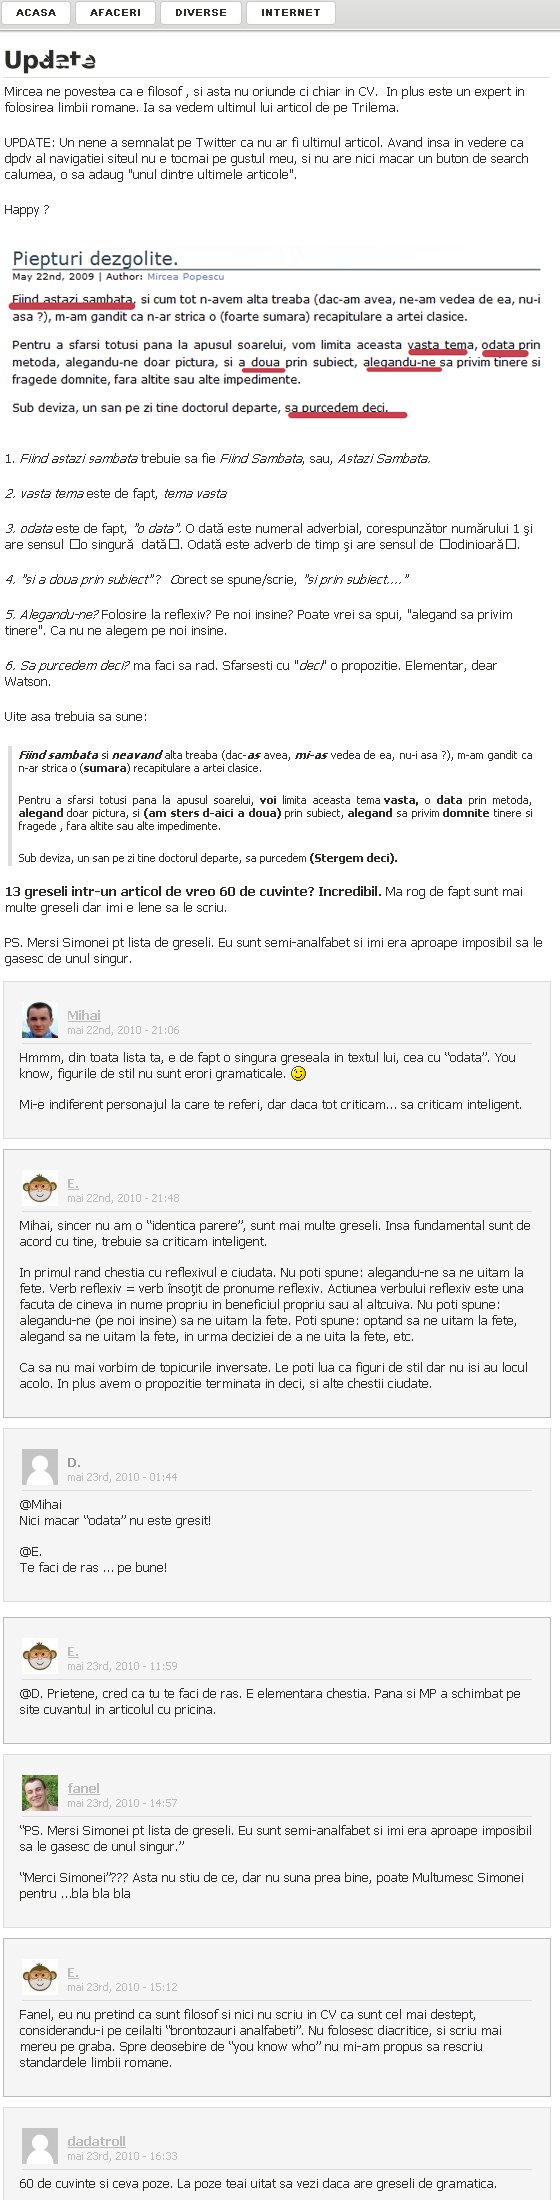 ACASA AFACERI DIVERSE INTERNET
Update
Mircea ne povestea ca e filosof , si asta nu oriunde ci chiar in CV. In plus este un expert in
folosirea limbii romane. Ia sa vedem ultimul lui articol de pe Trilema.
UPDATE: Un nene a semnalat pe Twitter ca nu ar fi ultimul articol. Avand insa in vedere ca
dpdv al navigatiei siteul nu e tocmai pe gustul meu, si nu are nici macar un buton de search
calumea, o sa adaug "unul dintre ultimele articole".
Happy ?
Piepturi dezgolite.
May 22nd, 2009 | Author: Mircea Popescu
Fiind astazi sambata, si cum tot n-avem alta treaba (dac-am avea, ne-am vedea de ea, nu-i
asa ?), m-am gandit ca n-ar strica o (foarte sumara) recapitulare a artei clasice.
Pentru a sfarsi totusi pana la apusul soarelui, vom limita aceasta vasta tema, odata prin
metoda, alegandu-ne doar pictura, si a doua prin subiect, alegandu-ne sa privim tinere si
fragede domnite, fara altite sau alte impedimente.
Sub deviza, un san pe zi tine doctorul departe, sa purcedem deci.
1. Fiind astazi sambata trebuie sa fie Fiind Sambata, sau, Astazi Sambata.
2. vasta tema este de fapt, tema vasta
3. odata este de fapt, "o data". O dată este numeral adverbial, corespunzător numărului 1 şi
are sensul □o singură dată□. Odată este adverb de timp şi are sensul de □odinioară□.
4. "si a doua prin subiect"? Corect se spune/scrie, "si prin subiect...."
5. Alegandu-ne? Folosire la reflexiv? Pe noi insine? Poate vrei sa spui, "alegand sa privim
tinere". Ca nu ne alegem pe noi insine.
6. Sa purcedem deci? ma faci sa rad. Sfarsesti cu "deci" o propozitie. Elementar, dear
Watson.
Uite asa trebuia sa sune:
Fiind sambata si neavand alta treaba (dac-as avea, mi-as vedea de ea, nu-i asa ?), m-am gandit ca
n-ar strica o (sumara) recapitulare a artei clasice.
Pentru a sfarsi totusi pana la apusul soarelui, voi limita aceasta tema vasta, o data prin metoda,
alegand doar pictura, si (am sters d-aici a doua) prin subiect, alegand sa privim domnite tinere si
fragede , fara altite sau alte impedimente.
Sub deviza, un san pe zi tine doctorul departe, sa purcedem (Stergem deci).
13 greseli intr-un articol de vreo 60 de cuvinte? Incredibil. Ma rog de fapt sunt mai
multe greseli dar imi e lene sa le scriu.
PS. Mersi Simonei pt lista de greseli. Eu sunt semi-analfabet si imi era aproape imposibil sa le
gasesc de unul singur.
Mihai
mai 22nd, 2010 - 21:06
Hmmm, din toata lista ta, e de fapt o singura greseala in textul lui, cea cu "odata". You
know, figurile de stil nu sunt erori gramaticale.
Mi-e indiferent personajul la care te referi, dar daca tot criticam... sa criticam inteligent.
E.
mai 22nd, 2010 - 21:48
Mihai, sincer nu am o "identica parere", sunt mai multe greseli. Insa fundamental sunt de
acord cu tine, trebuie sa criticam inteligent.
In primul rand chestia cu reflexivul e ciudata. Nu poti spune: alegandu-ne sa ne uitam la
fete. Verb reflexiv = verb însoţit de pronume reflexiv. Actiunea verbului reflexiv este una
facuta de cineva in nume propriu in beneficiul propriu sau al altcuiva. Nu poti spune:
alegandu-ne (pe noi insine) sa ne uitam la fete. Poti spune: optand sa ne uitam la fete,
alegand sa ne uitam la fete, in urma deciziei de a ne uita la fete, etc.
Ca sa nu mai vorbim de topicurile inversate. Le poti lua ca figuri de stil dar nu isi au locul
acolo. In plus avem o propozitie terminata in deci, si alte chestii ciudate.
D.
mai 23rd, 2010 - 01:44
@Mihai
Nici macar "odata" nu este gresit!
@E.
Te faci de ras ... pe bune!
E.
mai 23rd, 2010 - 11:59
@D. Prietene, cred ca tu te faci de ras. E elementara chestia. Pana si MP a schimbat pe
site cuvantul in articolul cu pricina.
fanel
mai 23rd, 2010 - 14:57
"PS. Mersi Simonei pt lista de greseli. Eu sunt semi-analfabet si imi era aproape imposibil
sa le gasesc de unul singur."
"Merci Simonei"??? Asta nu stiu de ce, dar nu suna prea bine, poate Multumesc Simonei
pentru ...bla bla bla
E.
mai 23rd, 2010 - 15:12
Fanel, eu nu pretind ca sunt filosof si nici nu scriu in CV ca sunt cel mai destept,
considerandu-i pe ceilalti "brontozauri analfabeti". Nu folosesc diacritice, si scriu mai
mereu pe graba. Spre deosebire de "you know who" nu mi-am propus sa rescriu
standardele limbii romane.
dadatroll
mai 23rd, 2010 - 16:33
60 de cuvinte si ceva poze. La poze teai uitat sa vezi daca are greseli de gramatica.